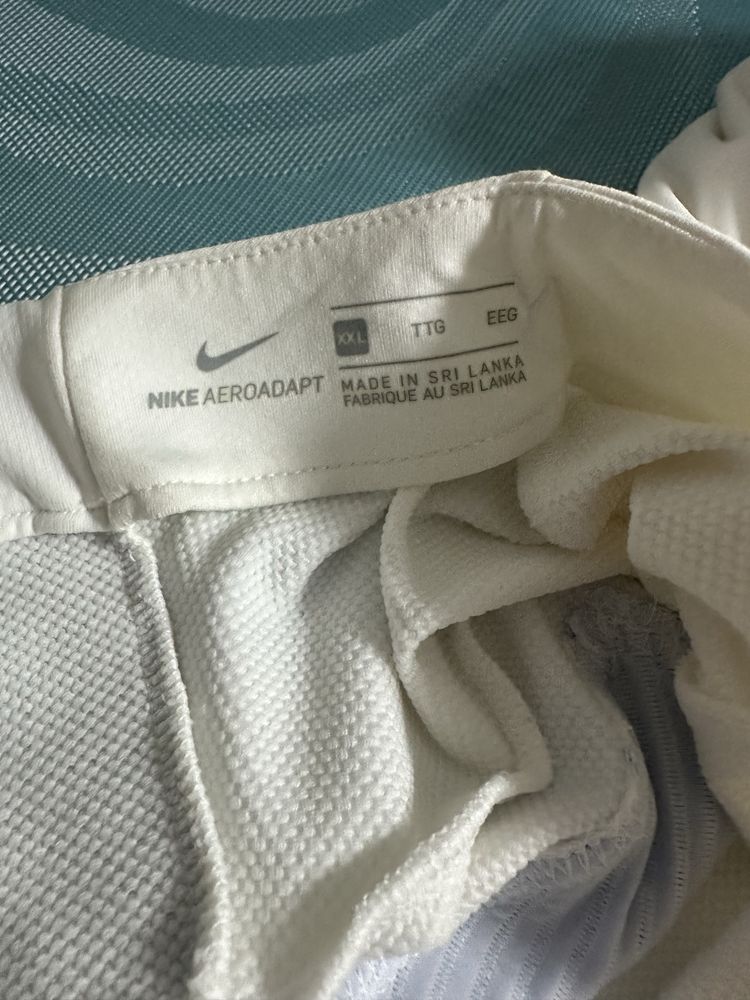 NIKE AEROADAPT
XXL TTG EEG
MADE IN SRI LANKA
FABRIQUE AU SRI LANKA